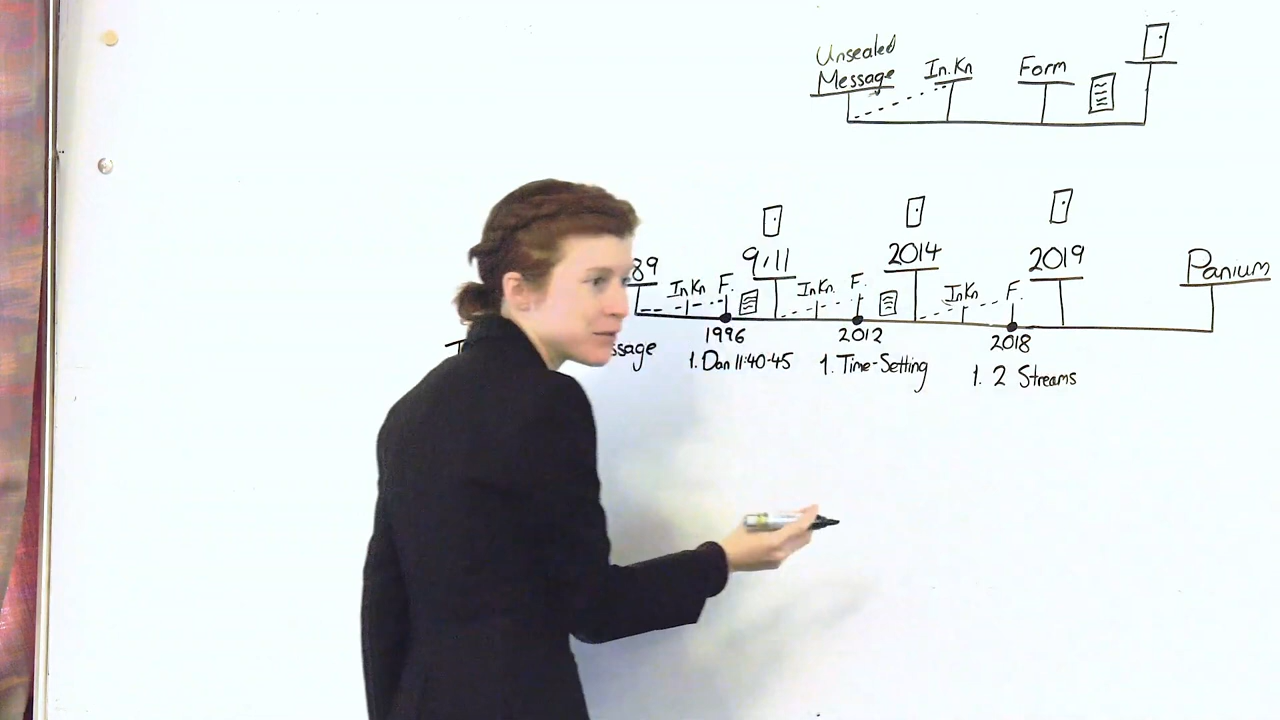 Unsealed
Message
In.Kn
Form
89
In Kn
F.
9/11
In Kn.
F.
2014
In Kn
F.
2019
Panium
1996
2012
2018
ssage
1. Dan 11:40-45
1. Time-Setting
1. 2 Streams